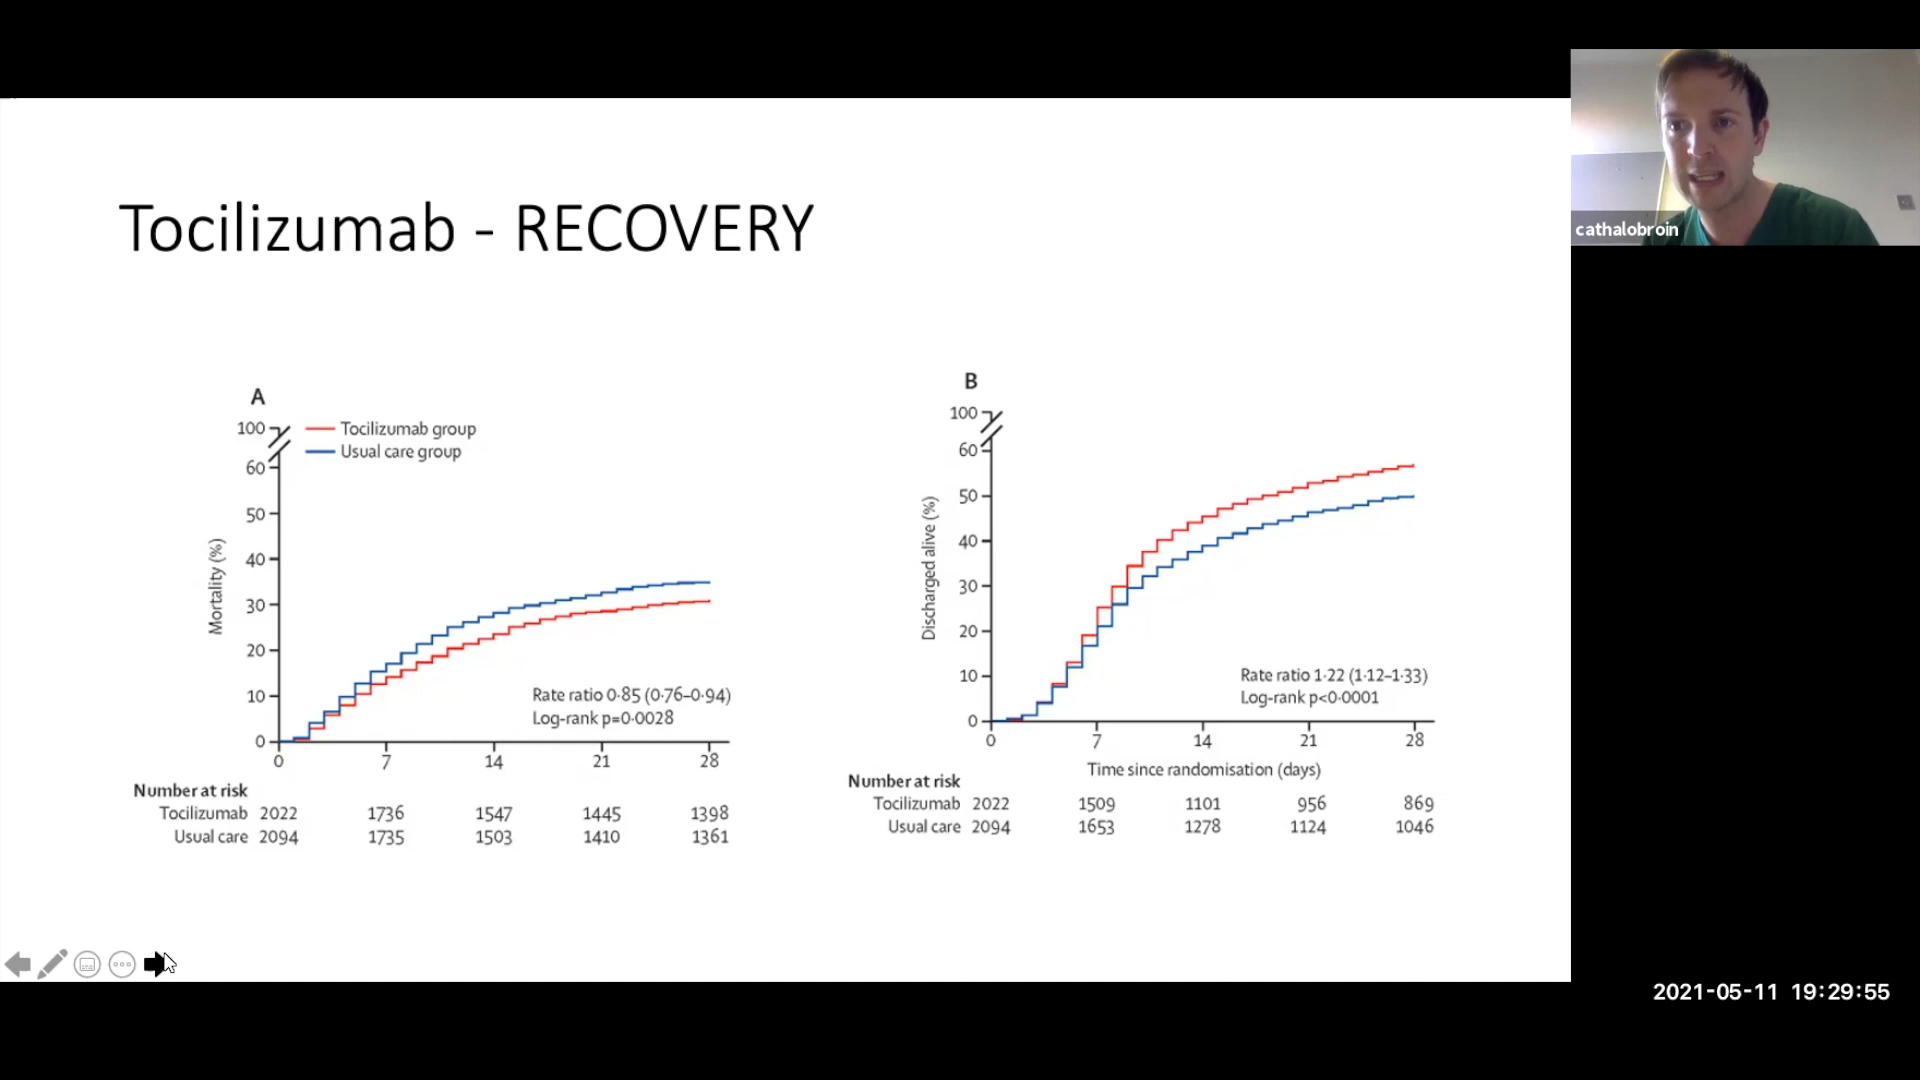 Tocilizumab - RECOVERY
cathalobroin
A
100
60
50
40
30
20
10
0
Mortality (%)
Tocilizumab group
Usual care group
Rate ratio 0·85 (0·76–0·94)
Log-rank p=0·0028
0 7 14 21 28
Number at risk
Tocilizumab 2022 1736 1547 1445 1398
Usual care 2094 1735 1503 1410 1361
B
100
60
50
40
30
20
10
0
Discharged alive (%)
Rate ratio 1·22 (1·12–1·33)
Log-rank p<0·0001
0 7 14 21 28
Time since randomisation (days)
Number at risk
Tocilizumab 2022 1509 1101 956 869
Usual care 2094 1653 1278 1124 1046
2021-05-11 19:29:55